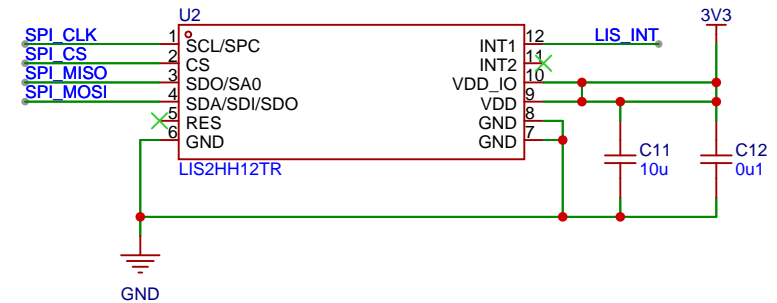 U2
3V3
SPI_CLK 1 SCL/SPC INT1 12 LIS_INT
SPI_CS 2 CS INT2 11
SPI_MISO 3 SDO/SA0 VDD_IO 10
SPI_MOSI 4 SDA/SDI/SDO VDD 9
5 RES GND 8
6 GND GND 7
LIS2HH12TR
C11
10u
C12
0u1
GND